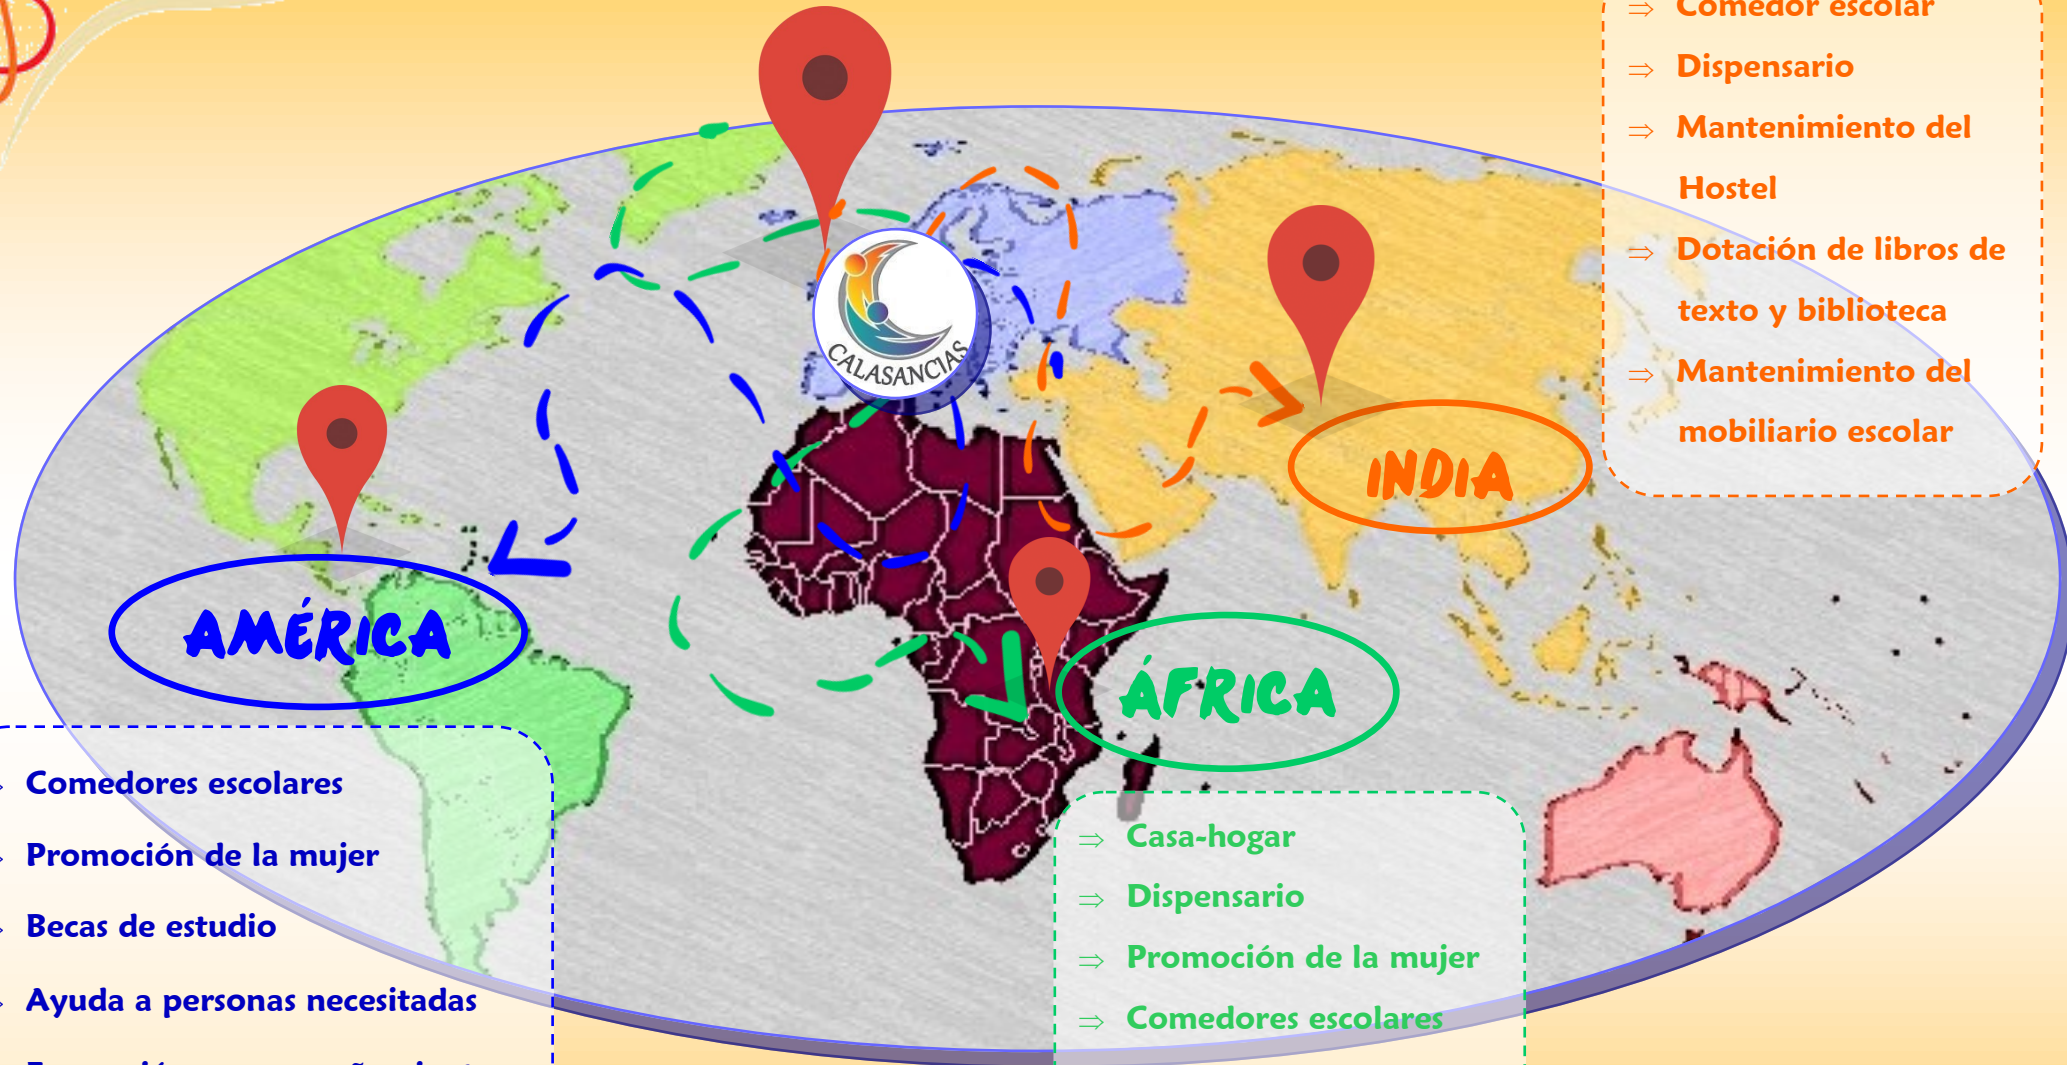 Comedor escolar
⇒ Dispensario
⇒ Mantenimiento del
Hostel
⇒ Dotación de libros de
texto y biblioteca
⇒ Mantenimiento del
mobiliario escolar
CALASANCIAS
INDIA
AMÉRICA
ÁFRICA
Comedores escolares
Promoción de la mujer
Becas de estudio
Ayuda a personas necesitadas
⇒ Casa-hogar
⇒ Dispensario
⇒ Promoción de la mujer
⇒ Comedores escolares